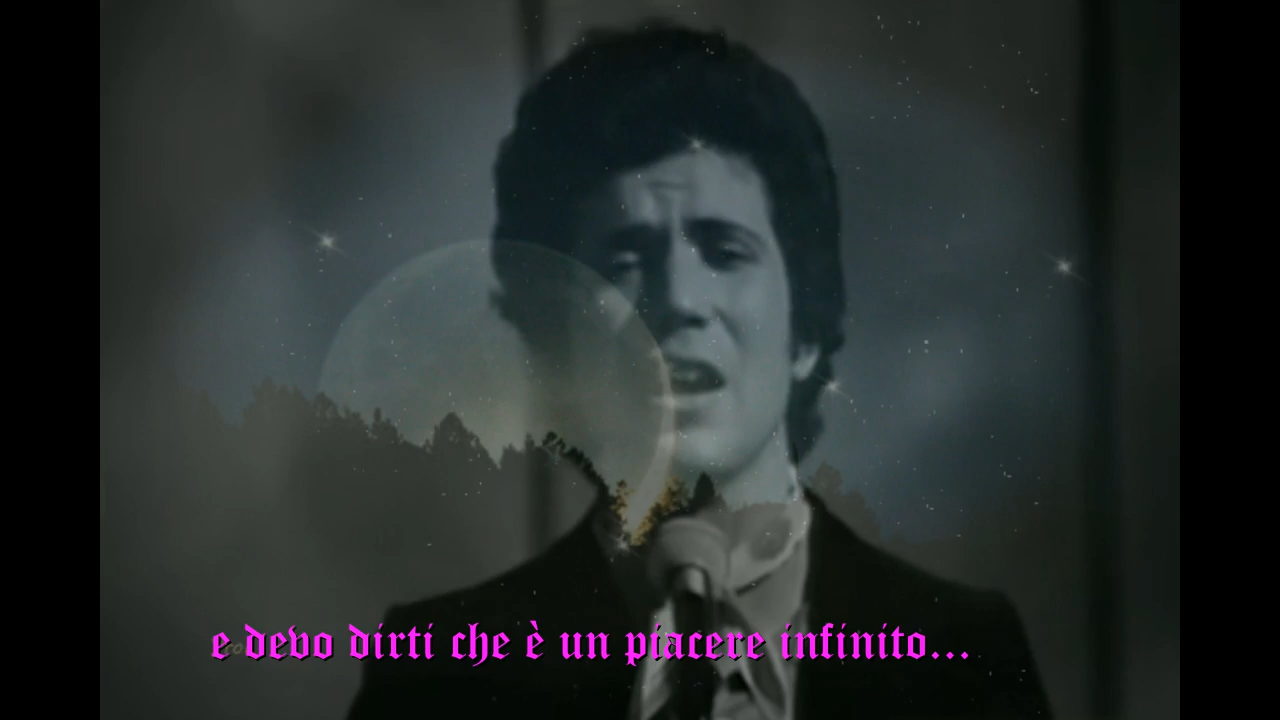 e devo dirti che è un piacere infinito...